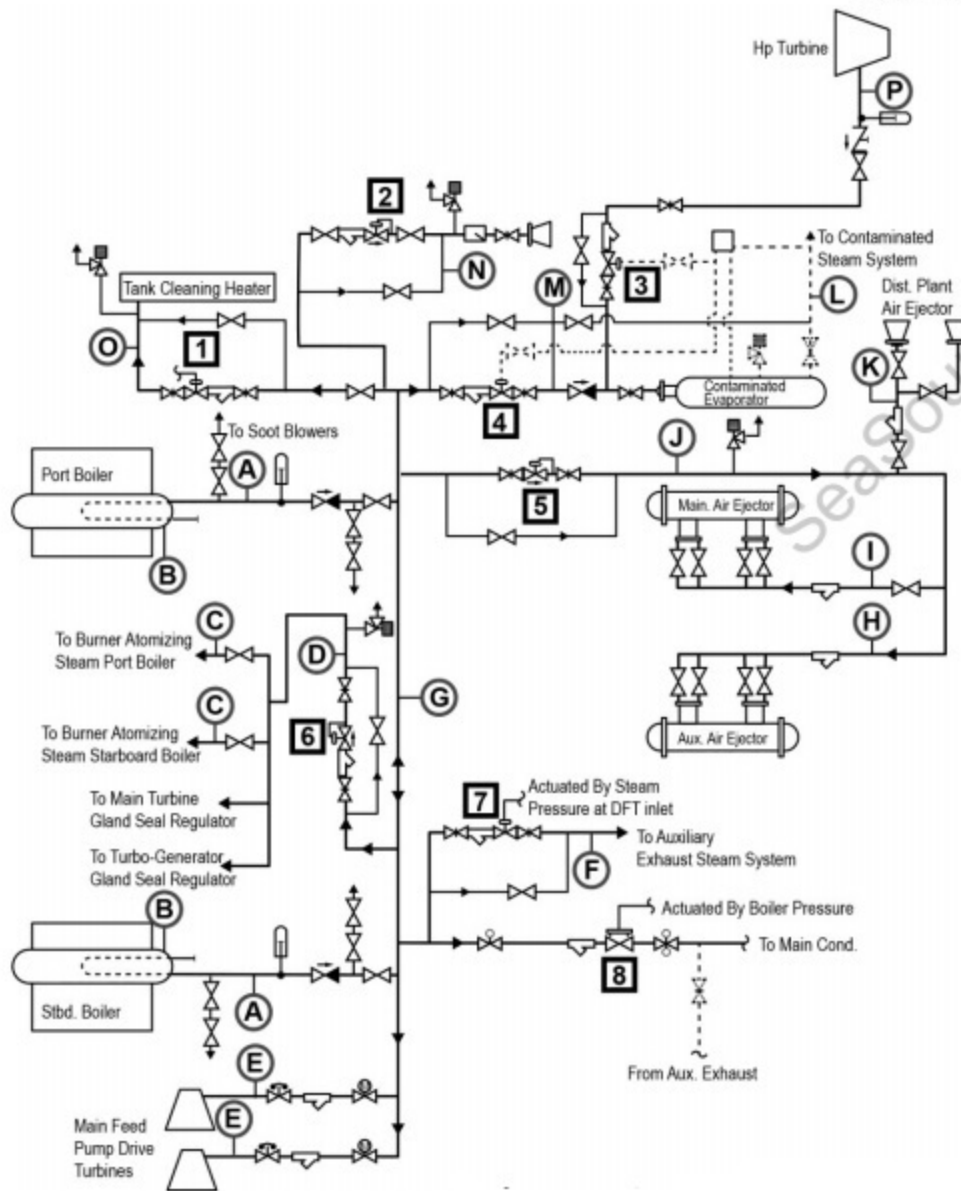 Hp Turbine
P
2
N
M
3
To Contaminated
Steam System
L
Dist. Plant
Air Ejector
K
Tank Cleaning Heater
O
1
4
Contaminated
Evaporator
To Soot Blowers
Port Boiler
A
B
J
5
Main. Air Ejector
I
H
Aux. Air Ejector
C
To Burner Atomizing
Steam Port Boiler
D
G
C
To Burner Atomizing
Steam Starboard Boiler
6
To Main Turbine
Gland Seal Regulator
To Turbo-Generator
Gland Seal Regulator
7
Actuated By Steam
Pressure at DFT inlet
To Auxiliary
Exhaust Steam System
F
B
Actuated By Boiler Pressure
To Main Cond.
8
Stbd. Boiler
A
From Aux. Exhaust
E
E
Main Feed
Pump Drive
Turbines